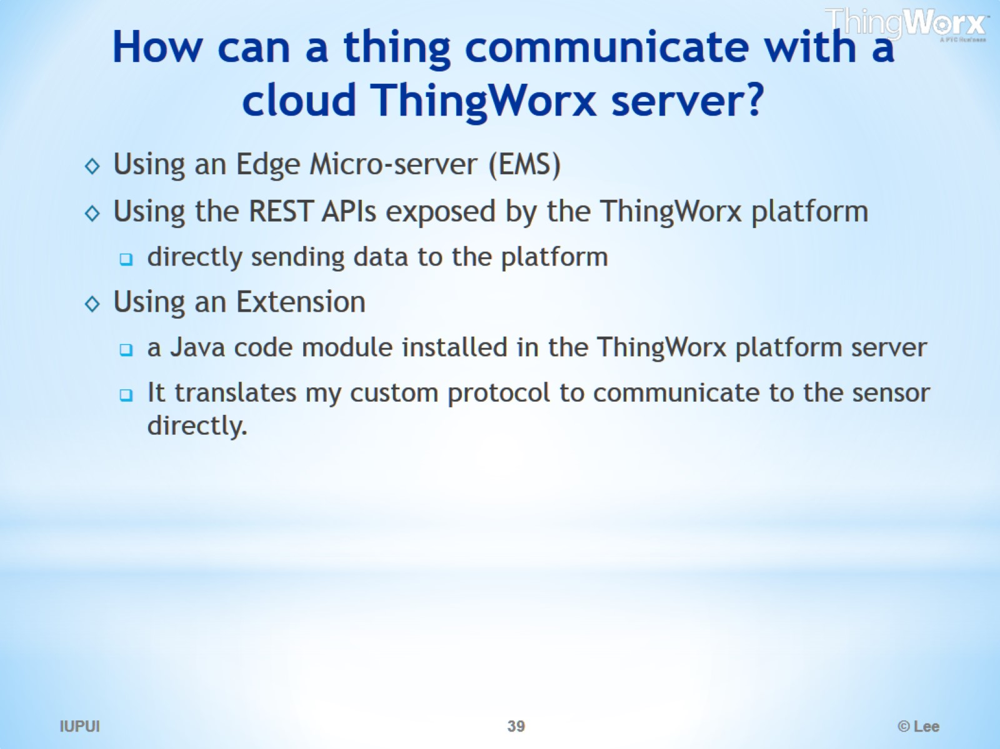 ThingWorx
A PTC Business
How can a thing communicate with a
cloud ThingWorx server?
◇ Using an Edge Micro-server (EMS)
◇ Using the REST APIs exposed by the ThingWorx platform
❑ directly sending data to the platform
◇ Using an Extension
❑ a Java code module installed in the ThingWorx platform server
❑ It translates my custom protocol to communicate to the sensor
directly.
IUPUI 39 © Lee